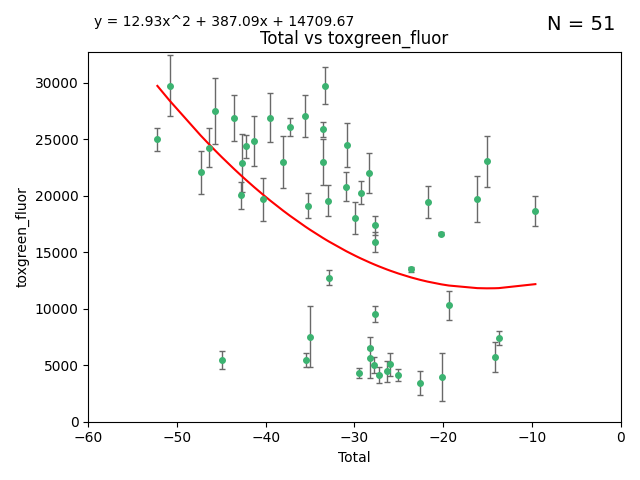 y = 12.93x^2 + 387.09x + 14709.67
N = 51
Total vs toxgreen_fluor
30000
25000
20000
15000
10000
5000
0
toxgreen_fluor
−60
−50
−40
−30
−20
−10
0
Total